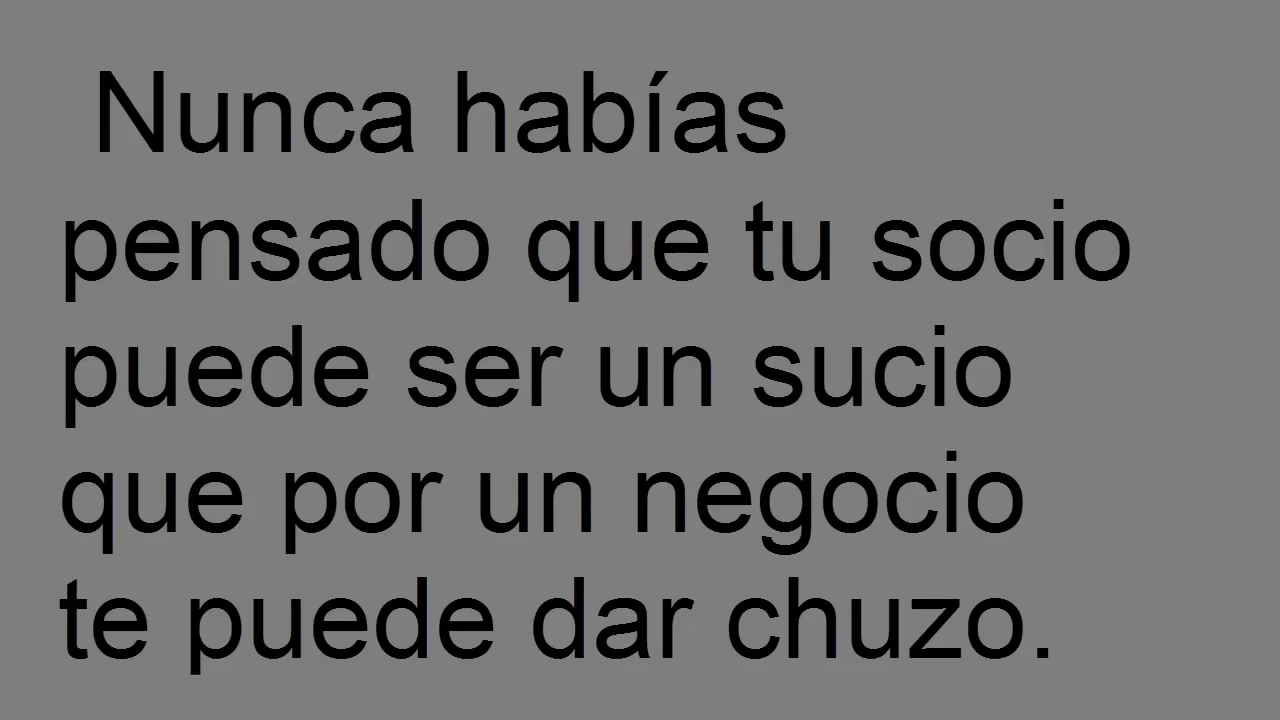 Nunca habías
pensado que tu socio
puede ser un sucio
que por un negocio
te puede dar chuzo.